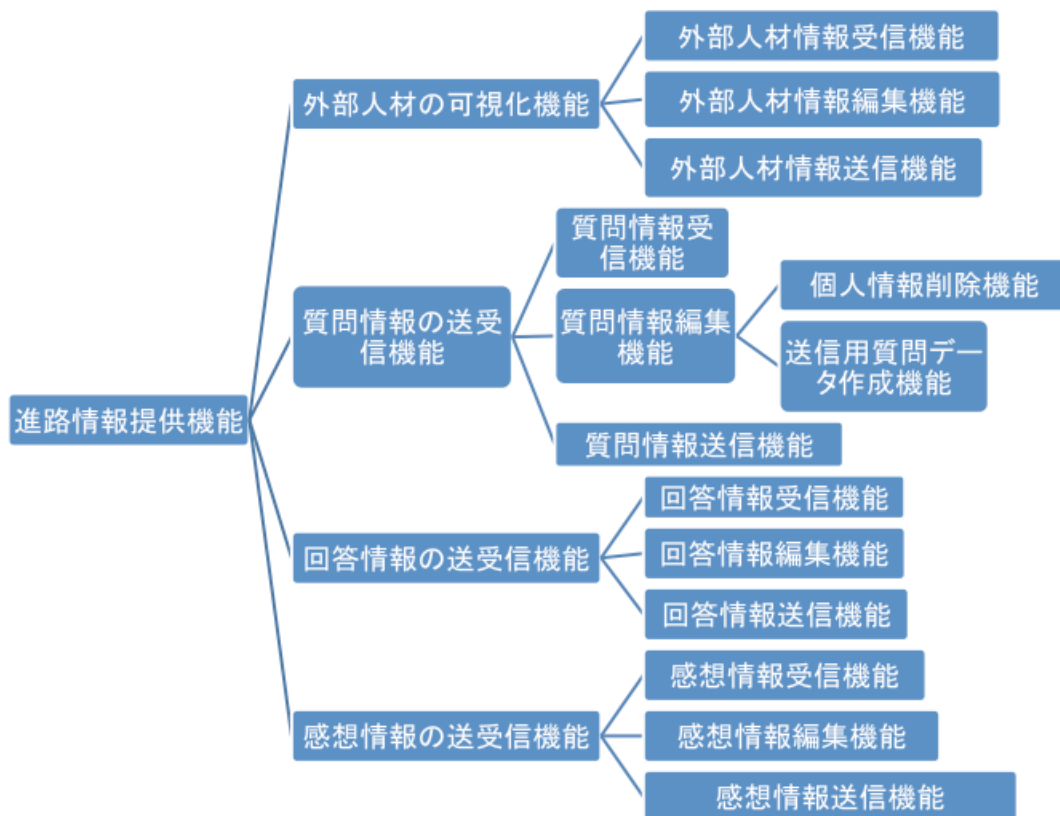 進路情報提供機能
外部人材の可視化機能
外部人材情報受信機能
外部人材情報編集機能
外部人材情報送信機能
質問情報の送受
信機能
質問情報受
信機能
質問情報編集
機能
個人情報削除機能
送信用質問デー
タ作成機能
質問情報送信機能
回答情報の送受信機能
回答情報受信機能
回答情報編集機能
回答情報送信機能
感想情報の送受信機能
感想情報受信機能
感想情報編集機能
感想情報送信機能